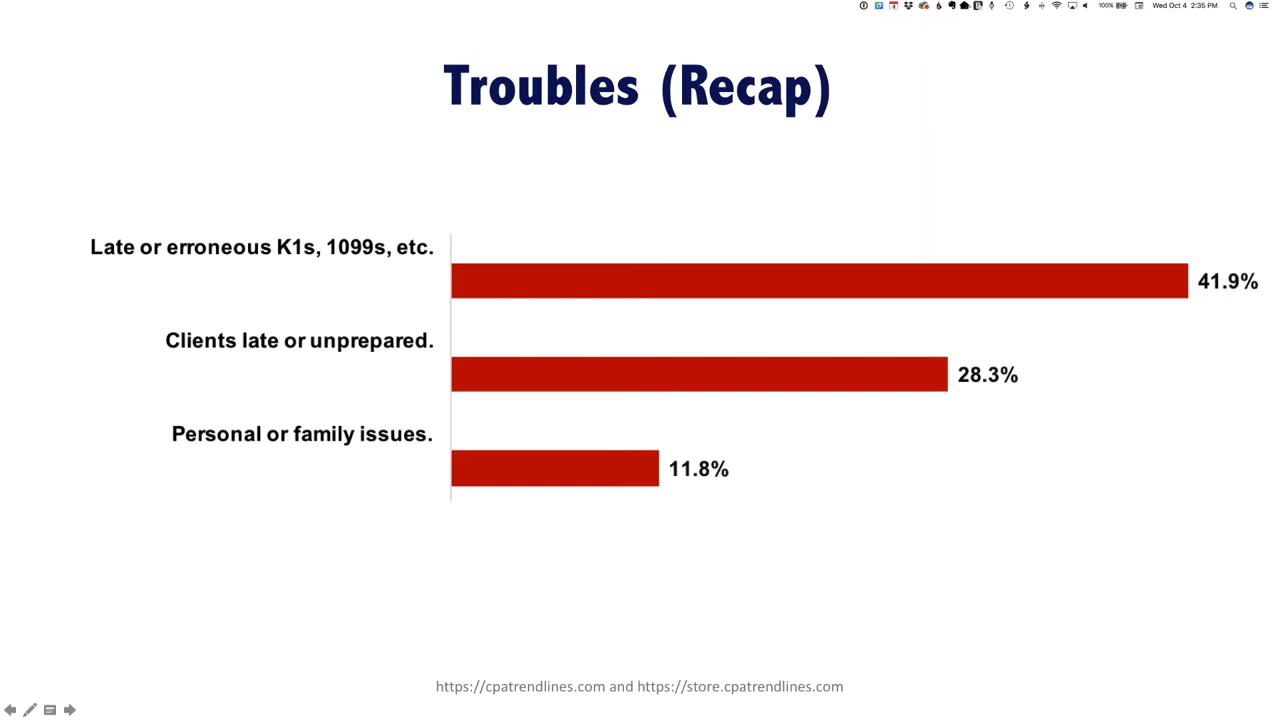 100% Wed Oct 4 2:35 PM
Troubles (Recap)
Late or erroneous K1s, 1099s, etc.
41.9%
Clients late or unprepared.
28.3%
Personal or family issues.
11.8%
https://cpatrendlines.com and https://store.cpatrendlines.com